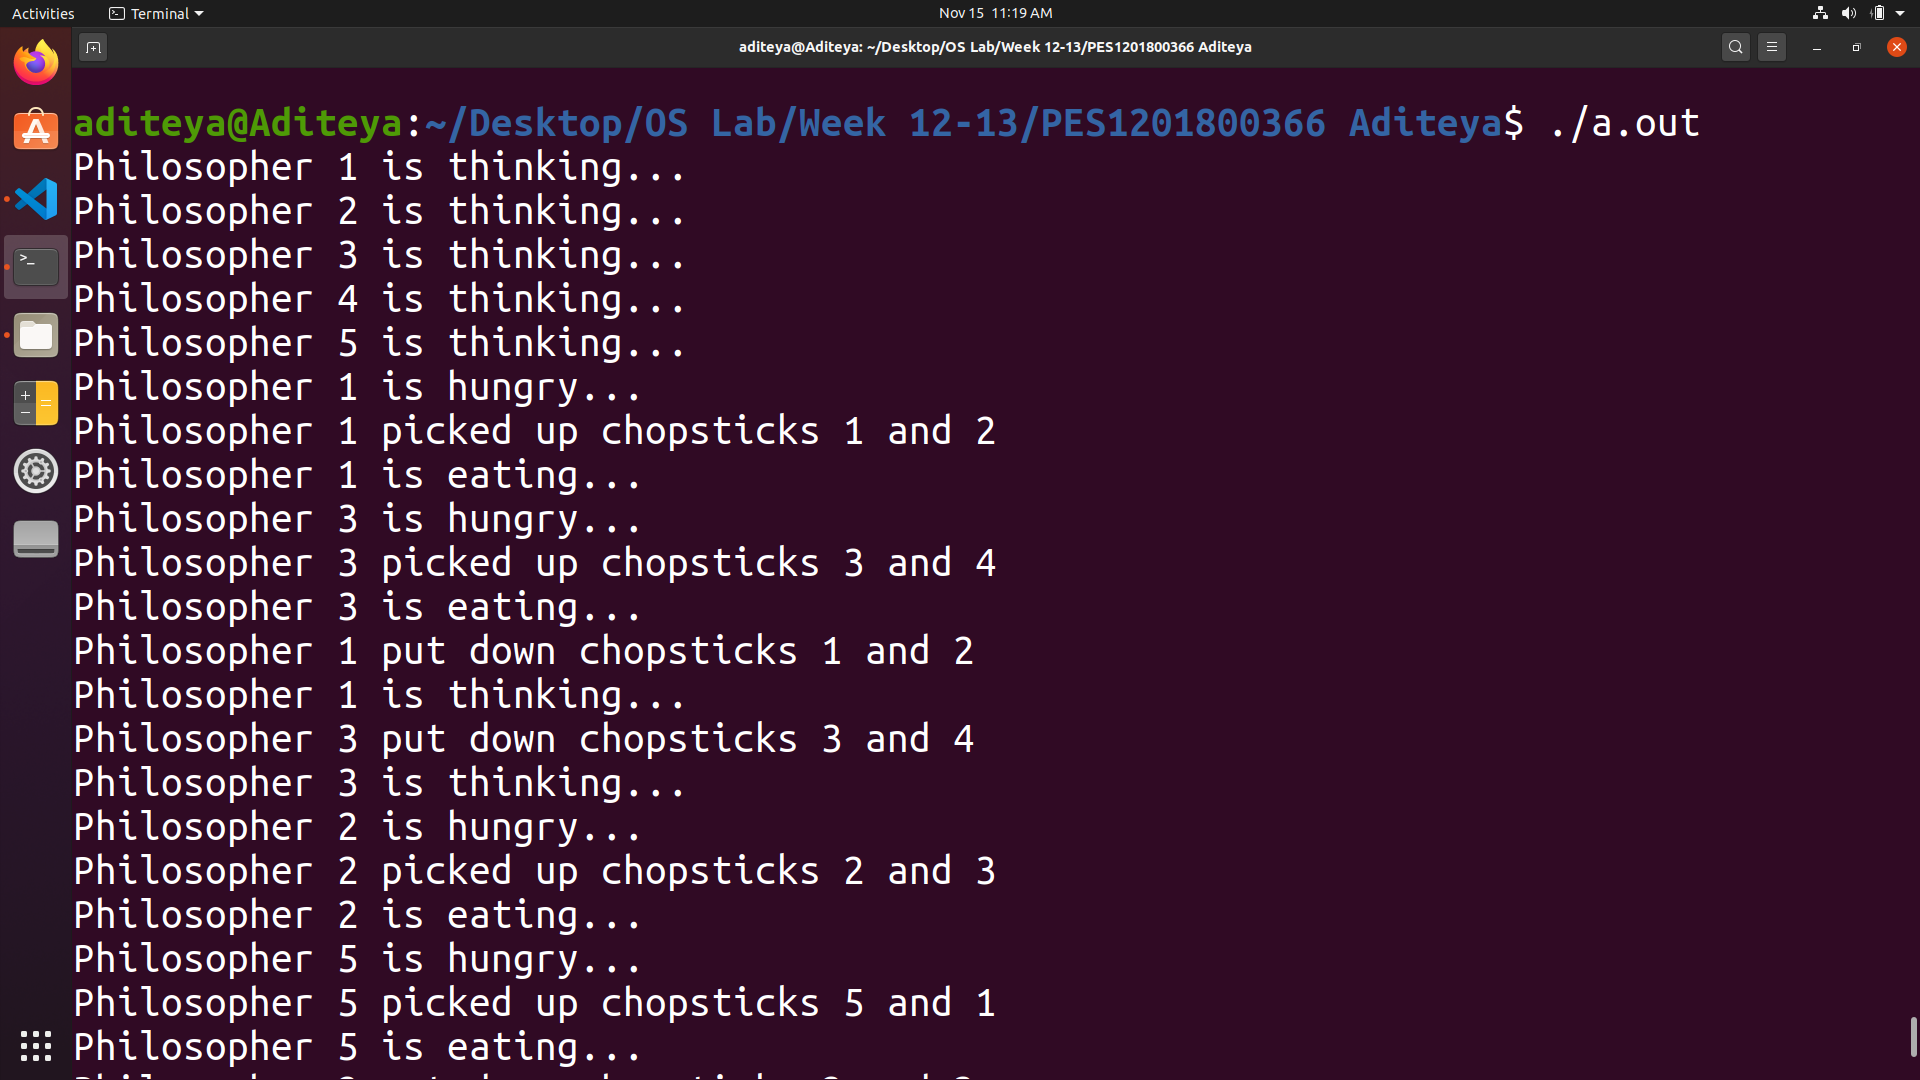 Activities Terminal Nov 15 11:19 AM
aditeya@Aditeya: ~/Desktop/OS Lab/Week 12-13/PES1201800366 Aditeya
aditeya@Aditeya:~/Desktop/OS Lab/Week 12-13/PES1201800366 Aditeya$ ./a.out
Philosopher 1 is thinking...
Philosopher 2 is thinking...
Philosopher 3 is thinking...
Philosopher 4 is thinking...
Philosopher 5 is thinking...
Philosopher 1 is hungry...
Philosopher 1 picked up chopsticks 1 and 2
Philosopher 1 is eating...
Philosopher 3 is hungry...
Philosopher 3 picked up chopsticks 3 and 4
Philosopher 3 is eating...
Philosopher 1 put down chopsticks 1 and 2
Philosopher 1 is thinking...
Philosopher 3 put down chopsticks 3 and 4
Philosopher 3 is thinking...
Philosopher 2 is hungry...
Philosopher 2 picked up chopsticks 2 and 3
Philosopher 2 is eating...
Philosopher 5 is hungry...
Philosopher 5 picked up chopsticks 5 and 1
Philosopher 5 is eating...